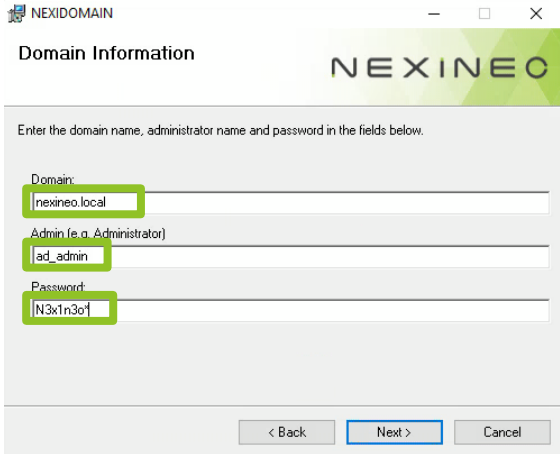 NEXIDOMAIN
Domain Information
NEXINEO
Enter the domain name, administrator name and password in the fields below.
Domain:
nexineo.local
Admin (e.g. Administrator)
ad_admin
Password:
N3x1n3o*
< Back
Next >
Cancel